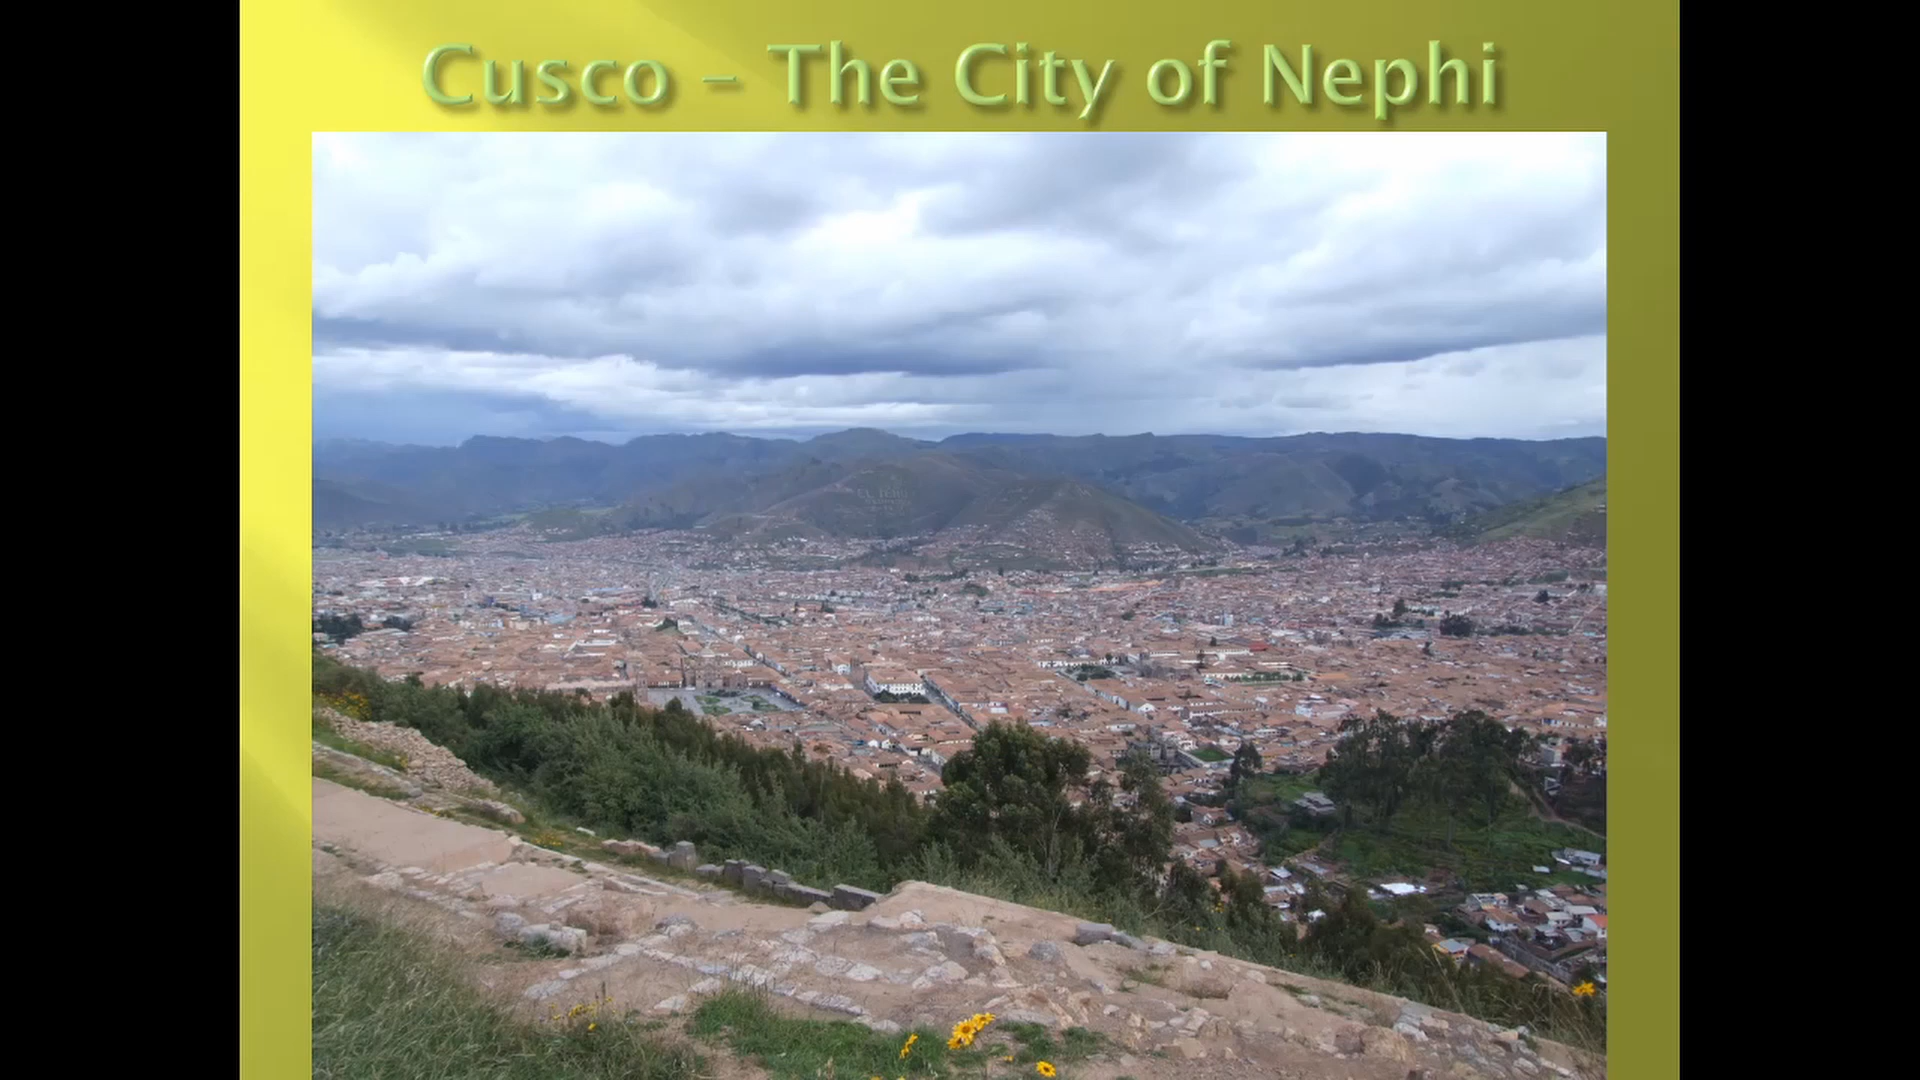 Cusco – The City of Nephi